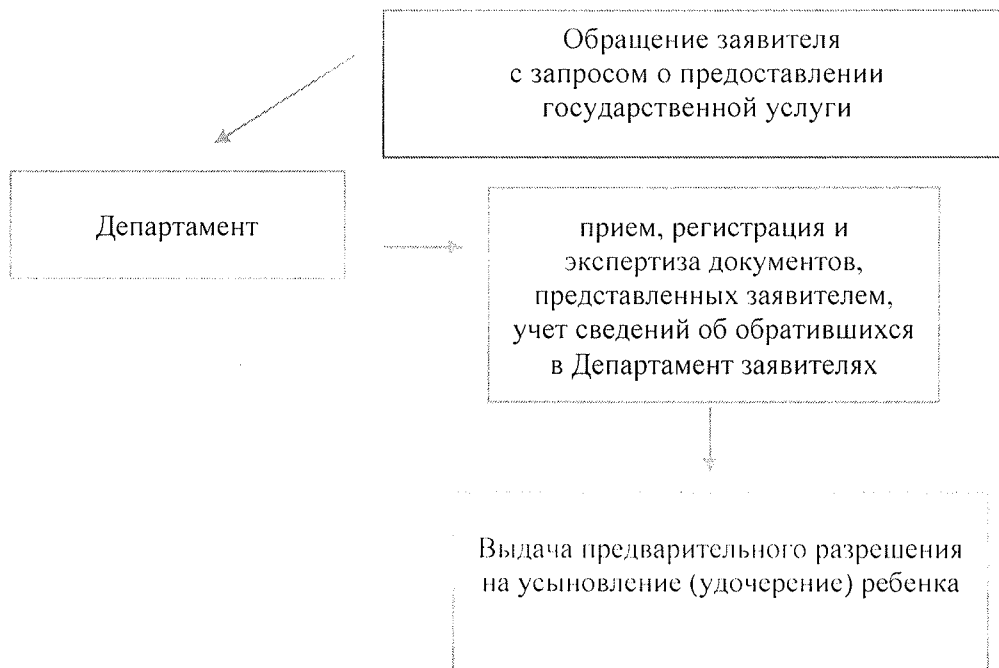 Обращение заявителя
с запросом о предоставлении
государственной услуги
Департамент
прием, регистрация и
экспертиза документов,
представленных заявителем,
учет сведений об обратившихся
в Департамент заявителях
Выдача предварительного разрешения
на усыновление (удочерение) ребенка